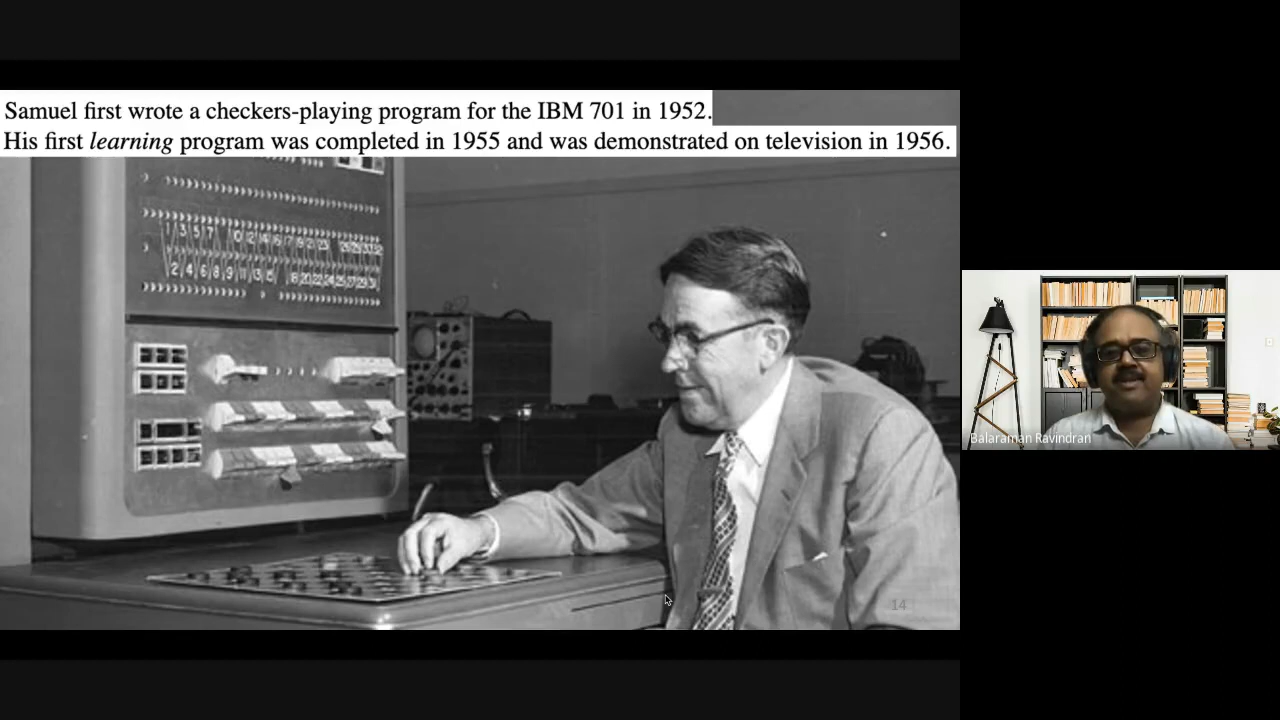 Samuel first wrote a checkers-playing program for the IBM 701 in 1952.
His first learning program was completed in 1955 and was demonstrated on television in 1956.
14
Balaraman Ravindran